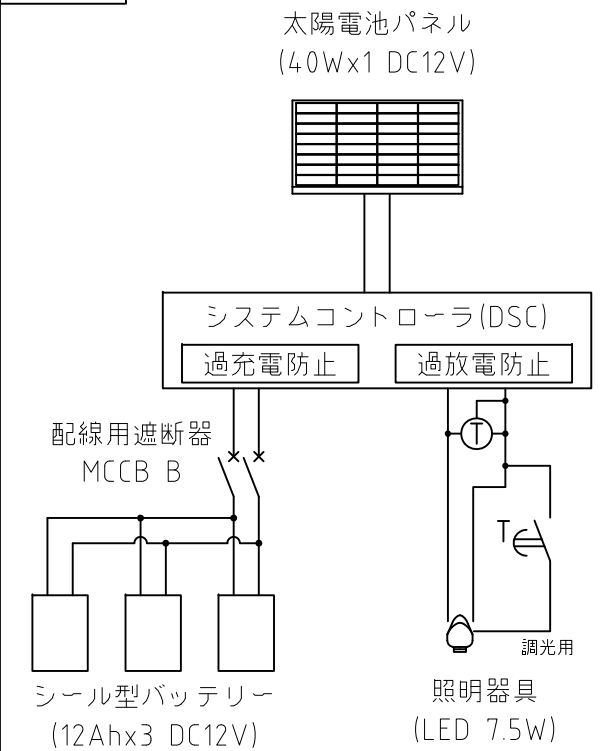 太陽電池パネル
(40Wx1 DC12V)
システムコントローラ(DSC)
過充電防止
過放電防止
配線用遮断器
MCCB B
T
T
調光用
シール型バッテリー
(12Ahx3 DC12V)
照明器具
(LED 7.5W)